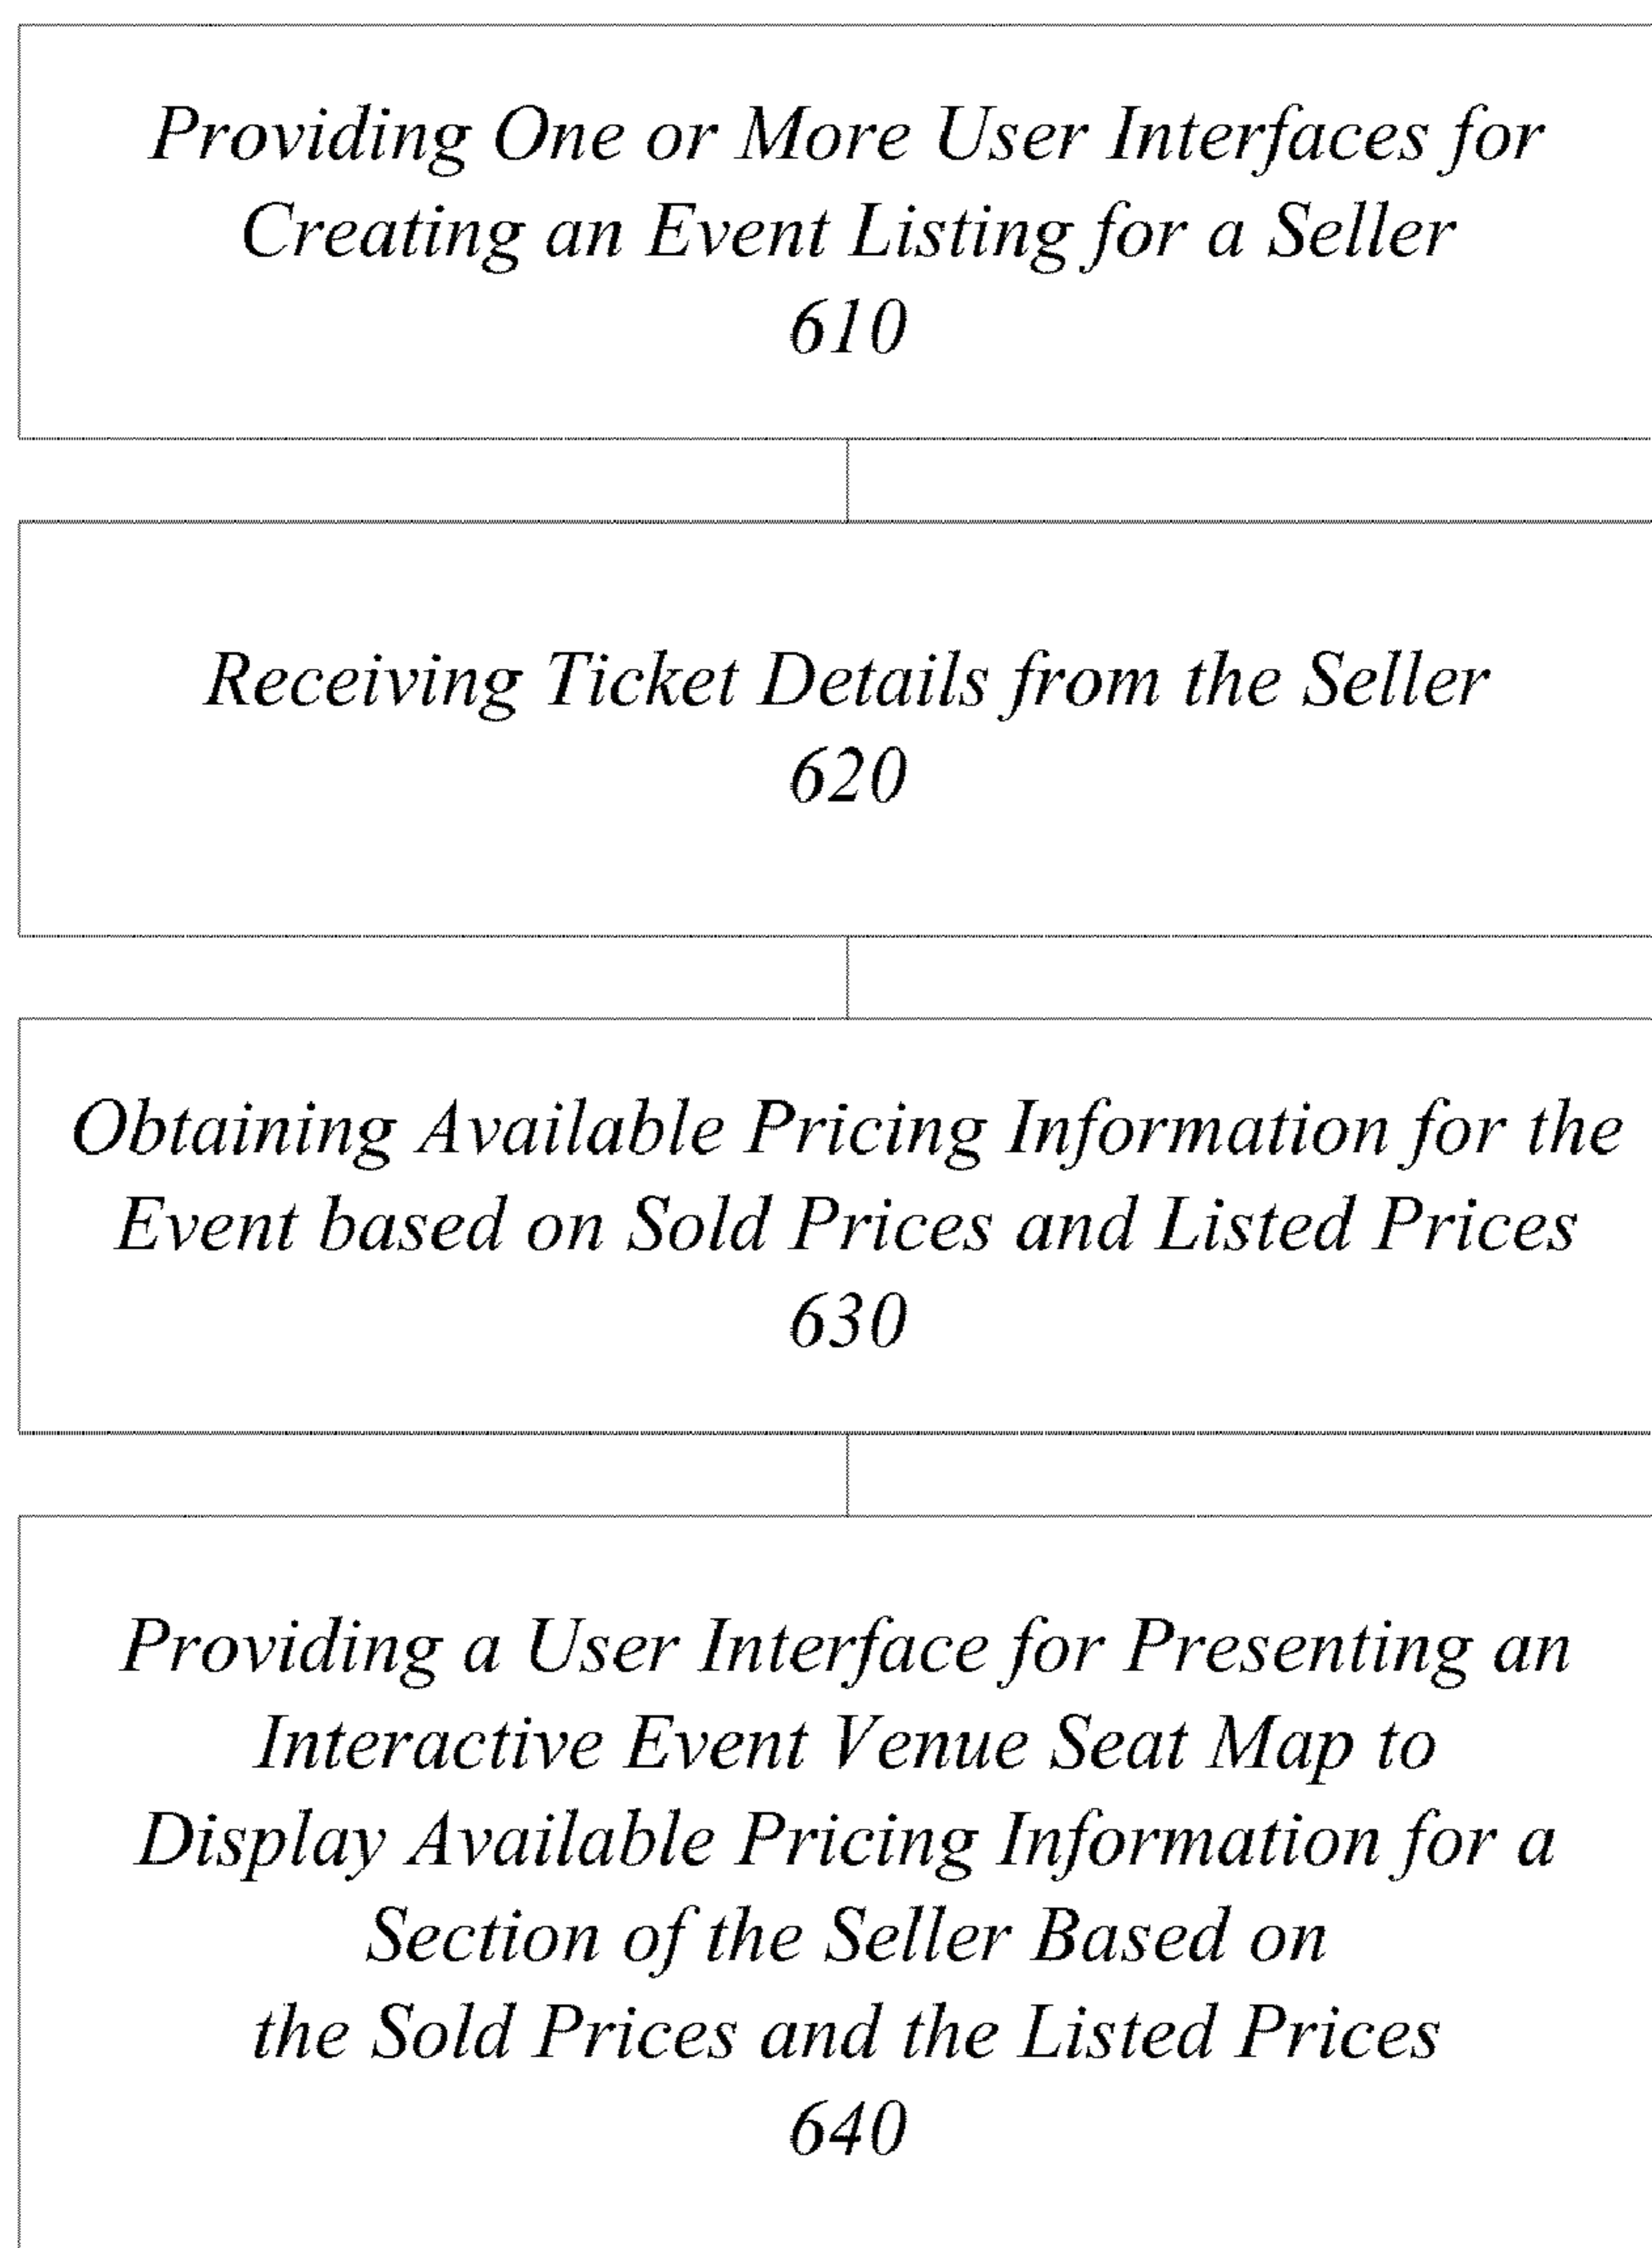 Providing One or More User Interfaces for
Creating an Event Listing for a Seller
610
Receiving Ticket Details from the Seller
620
Obtaining Available Pricing Information for the
Event based on Sold Prices and Listed Prices
630
Providing a User Interface for Presenting an
Interactive Event Venue Seat Map to
Display Available Pricing Information for a
Section of the Seller Based on
the Sold Prices and the Listed Prices
640